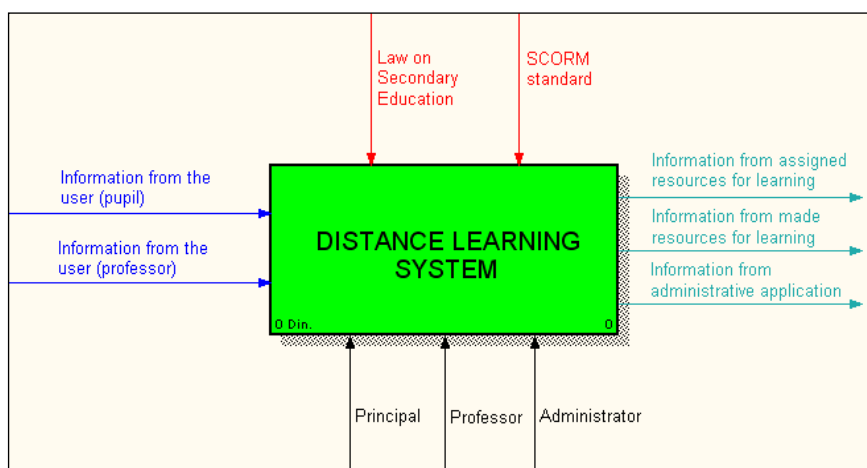 Law on
Secondary
Education
SCORM
standard
Information from the
user (pupil)
Information from the
user (professor)
DISTANCE LEARNING
SYSTEM
0 Din.
0
Information from assigned
resources for learning
Information from made
resources for learning
Information from
administrative application
Principal
Professor
Administrator